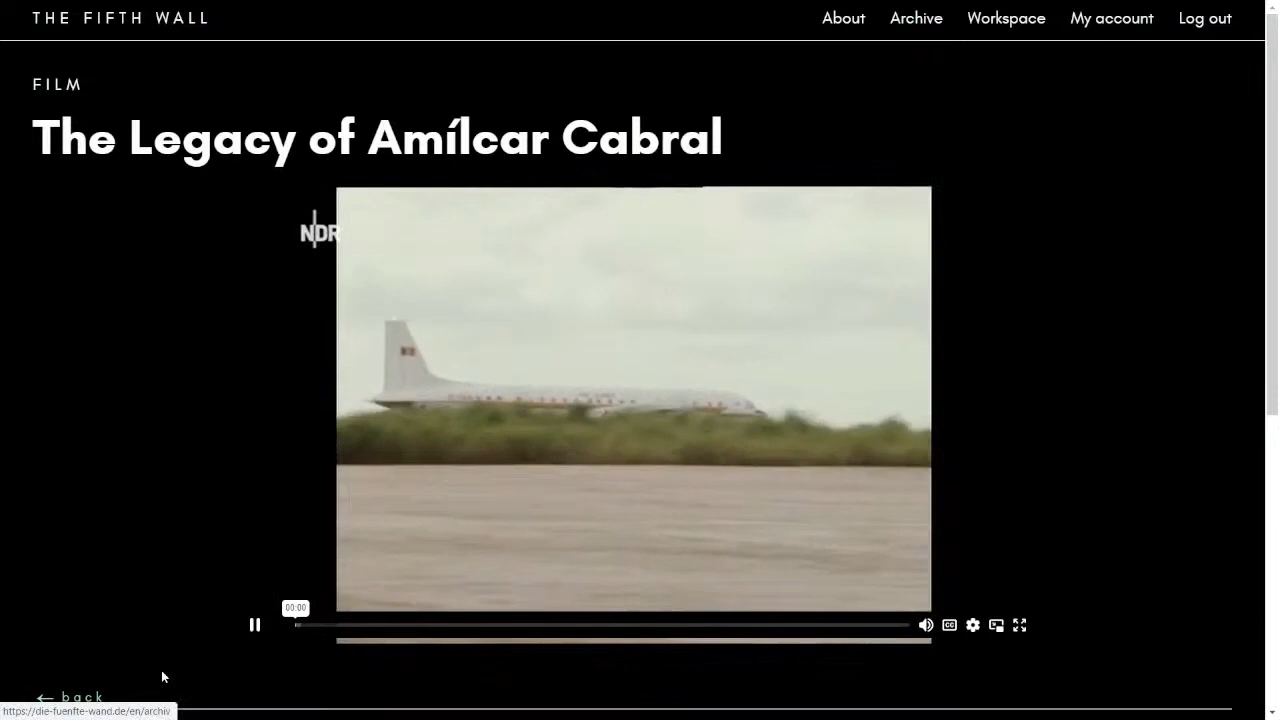 THE FIFTH WALL
About Archive Workspace My account Log out
FILM
The Legacy of Amílcar Cabral
NDR
00:00
CC
← back
https://die-fuenfte-wand.de/en/archiv